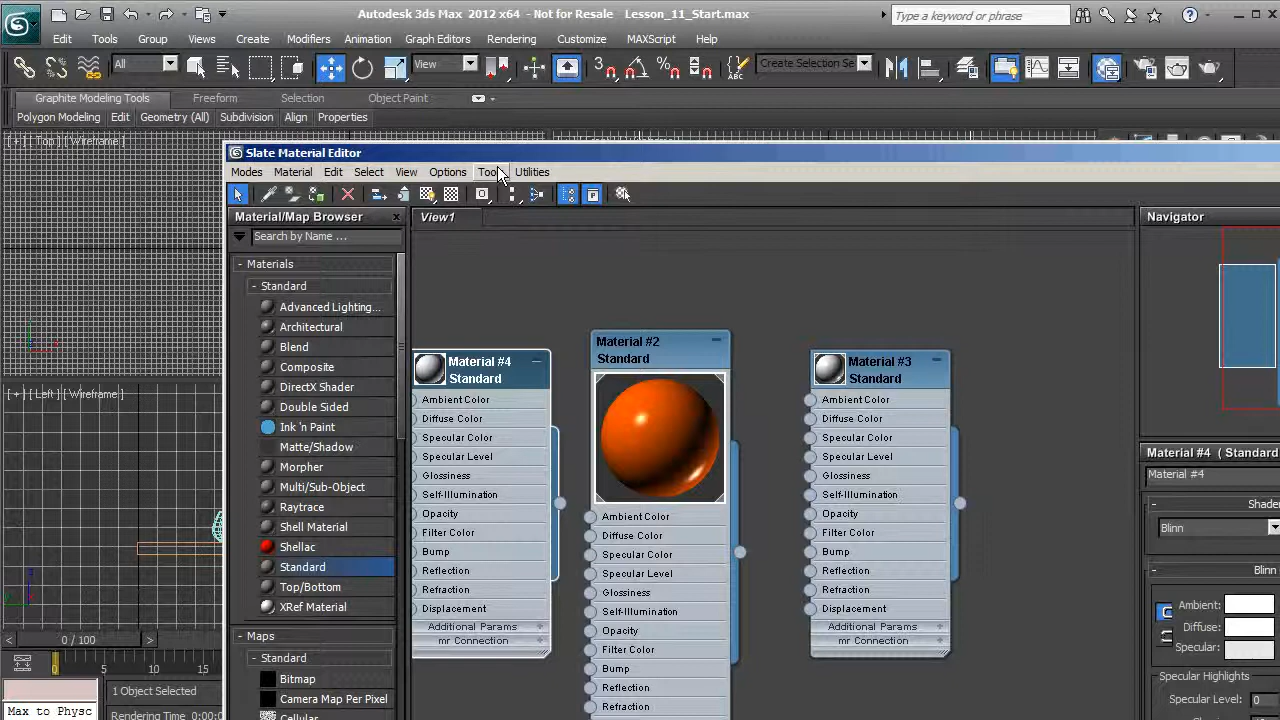 Autodesk 3ds Max 2012 x64 - Not for Resale Lesson_11_Start.max
Type a keyword or phrase
Edit Tools Group Views Create Modifiers Animation Graph Editors Rendering Customize MAXScript Help
All View Create Selection Se
Graphite Modeling Tools Freeform Selection Object Paint
Polygon Modeling Edit Geometry (All) Subdivision Align Properties
[ + ] [ Top ] [ Wireframe ]
Slate Material Editor
Modes Material Edit Select View Options Utilities
Material/Map Browser
View1
Navigator
Search by Name ...
- Materials
- Standard
Advanced Lighting...
Architectural
Blend
Composite
DirectX Shader
Double Sided
Ink 'n Paint
Matte/Shadow
Morpher
Multi/Sub-Object
Raytrace
Shell Material
Shellac
Standard
Top/Bottom
XRef Material
- Maps
- Standard
Bitmap
Camera Map Per Pixel
Cellular
[ + ] [ Left ] [ Wireframe ]
0 / 100
0 5 10 15
1 Object Selected
Max to Physc
Rendering Time 0:00:0
Material #4
Standard
Ambient Color
Diffuse Color
Specular Color
Specular Level
Glossiness
Self-Illumination
Opacity
Filter Color
Bump
Reflection
Refraction
Displacement
Additional Params +
mr Connection +
Material #2
Standard
Ambient Color
Diffuse Color
Specular Color
Specular Level
Glossiness
Self-Illumination
Opacity
Filter Color
Bump
Reflection
Refraction
Material #3
Standard
Ambient Color
Diffuse Color
Specular Color
Specular Level
Glossiness
Self-Illumination
Opacity
Filter Color
Bump
Reflection
Refraction
Displacement
Additional Params +
mr Connection +
Material #4 ( Standard
Material #4
- Shader
Blinn
- Blinn
Ambient:
Diffuse:
Specular:
Specular Highlights
Specular Level: 0